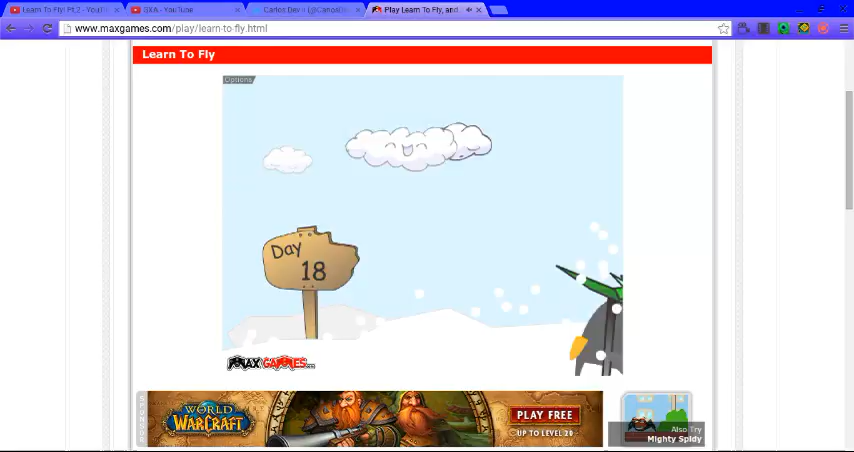 Learn To Fly! Pt.2 - YouTu
SKA - YouTube
Carlos Dev
Play Learn To Fly, and
www.maxgames.com/play/learn-to-fly.html
Learn To Fly
Options
Day
18
MAXGAMES
WORLD
WARCRAFT
PLAY FREE
UP TO LEVEL 20
Also Try
Mighty Spidy